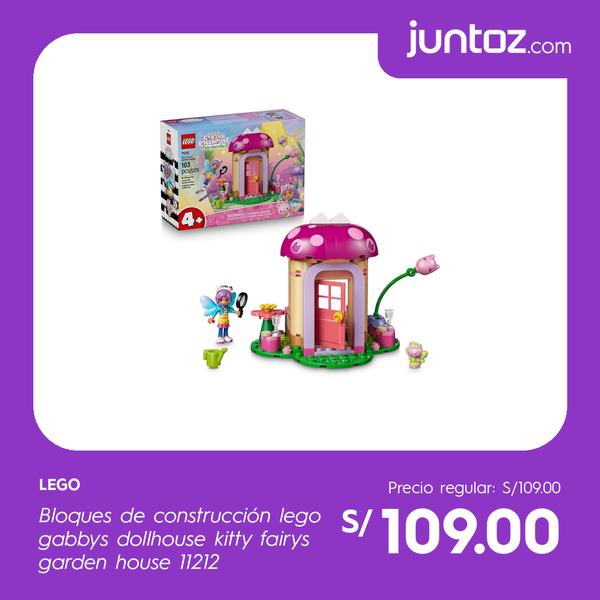 juntoz.com
LEGO
103
4+
LEGO
Precio regular: S/109.00
Bloques de construcción lego
gabbys dollhouse kitty fairys
garden house 11212
S/109.00